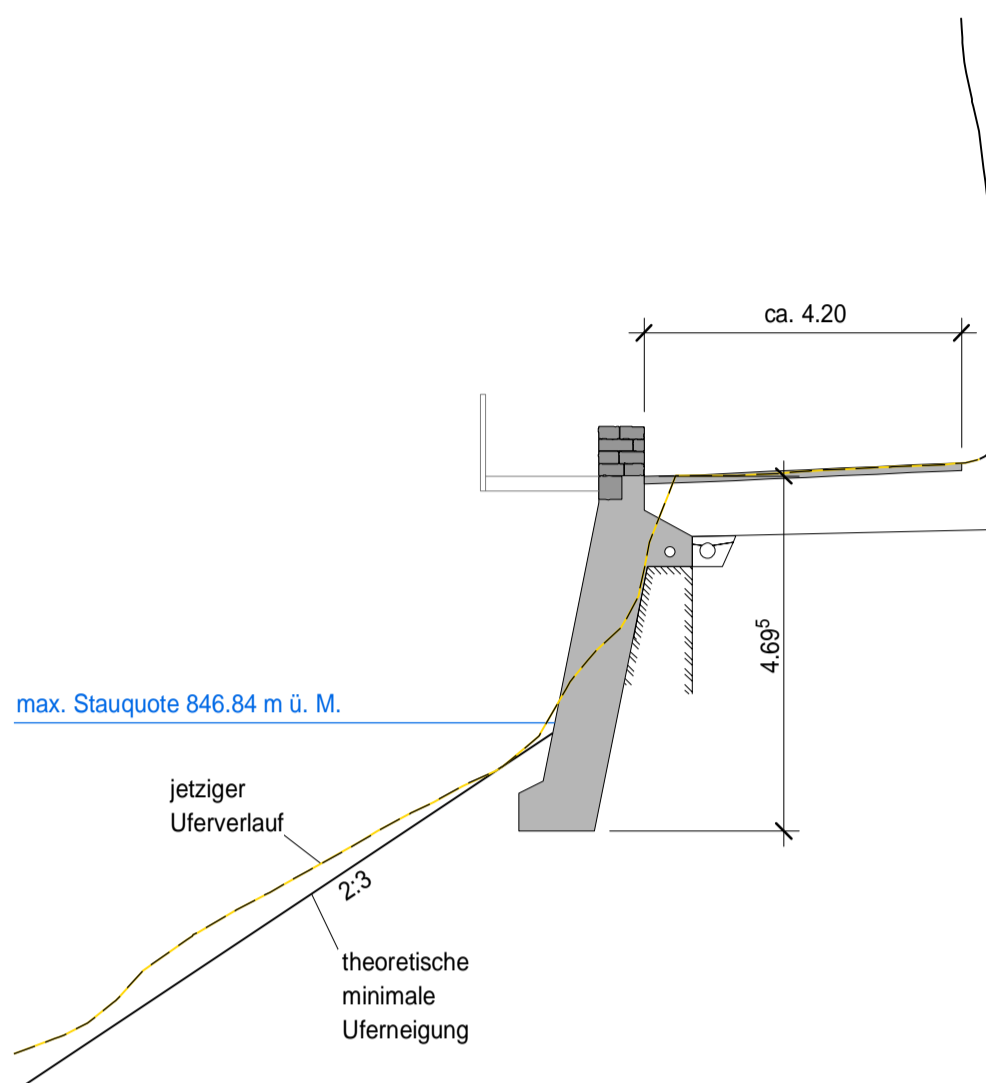 ca. 4.20
4.69⁵
max. Stauquote 846.84 m ü. M.
jetziger
Uferverlauf
2:3
theoretische
minimale
Uferneigung